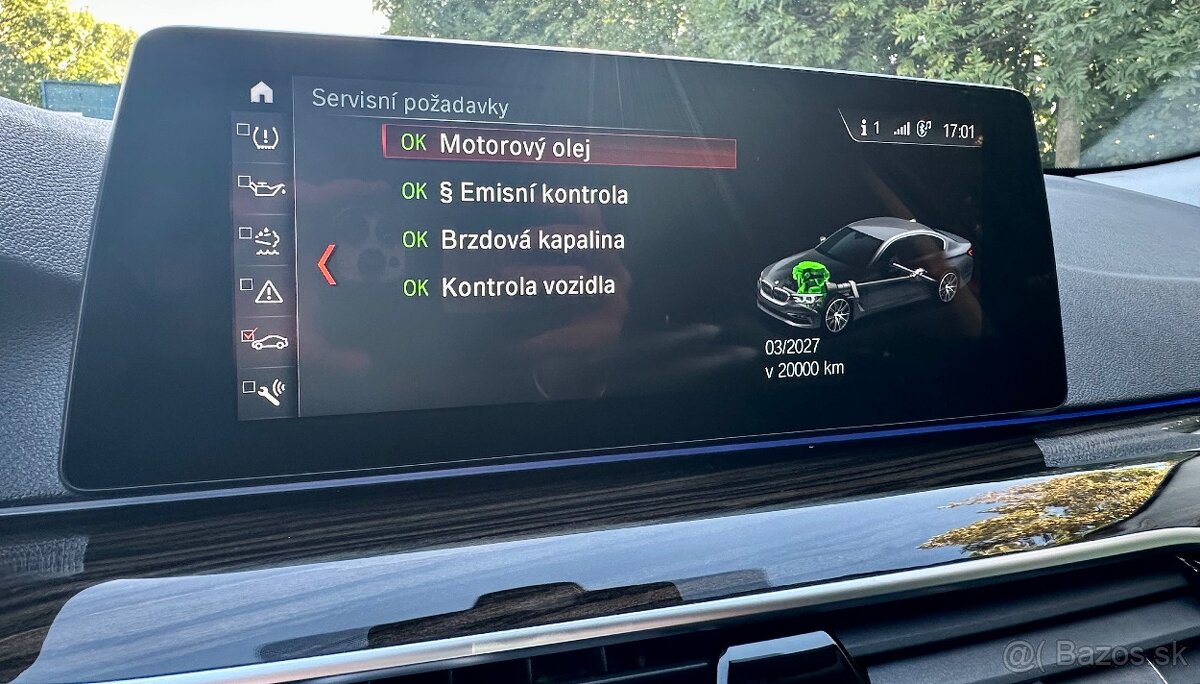 Servisní požadavky
1 17:01
OK Motorový olej
OK § Emisní kontrola
OK Brzdová kapalina
OK Kontrola vozidla
03/2027
v 20000 km
@( Bazos.sk